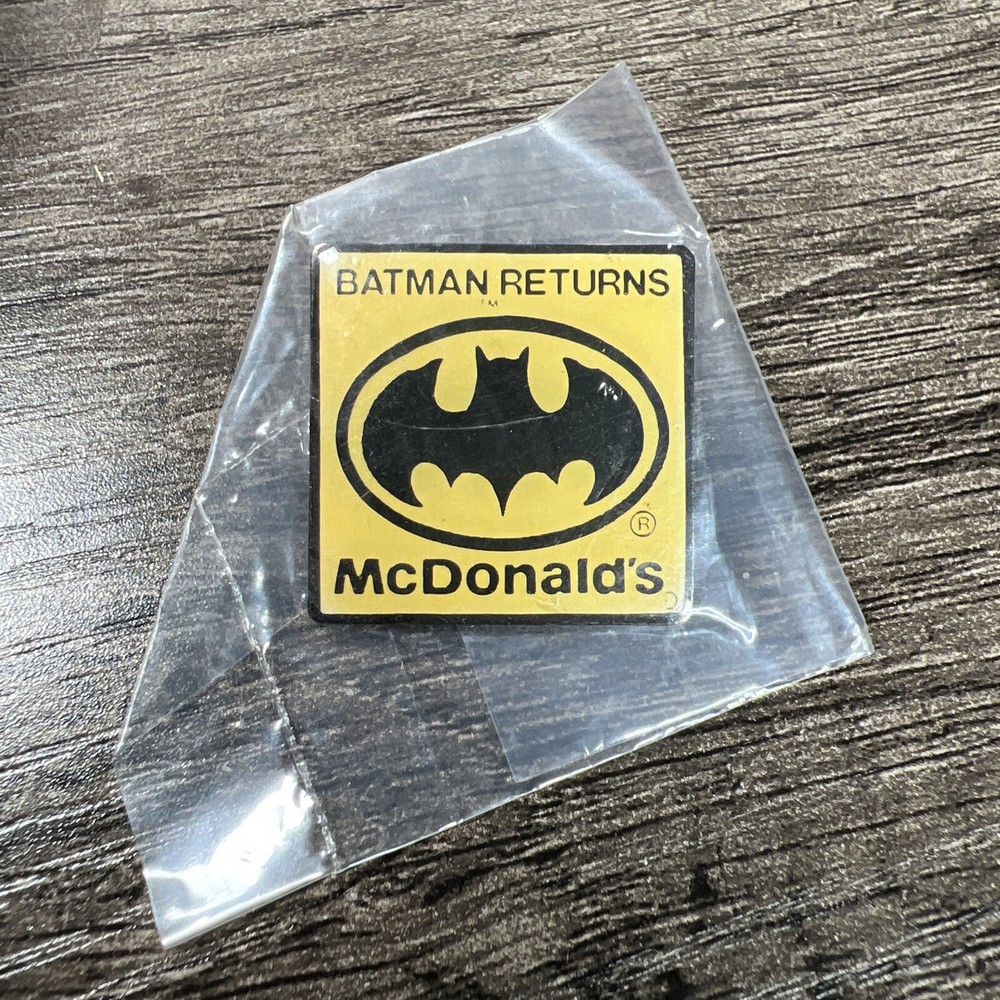 BATMAN RETURNS
TM
®
McDonald's